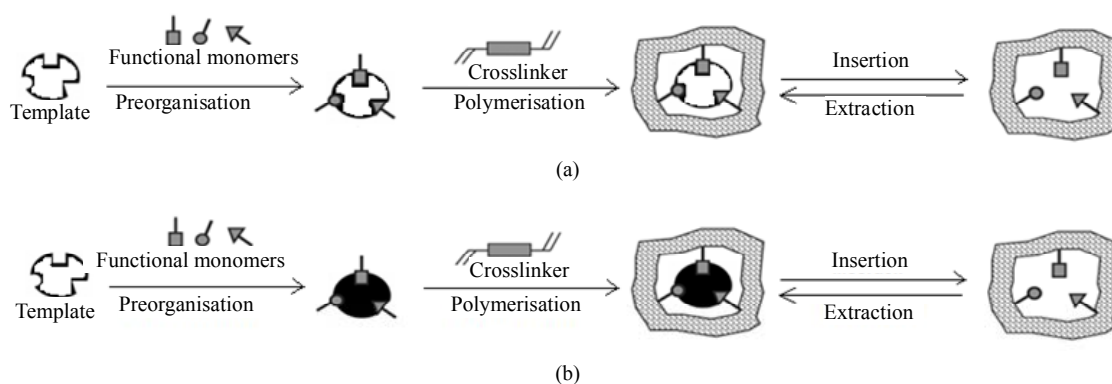 Functional monomers
Crosslinker
Insertion
Template
Preorganisation
Polymerisation
Extraction
(a)
Functional monomers
Crosslinker
Insertion
Template
Preorganisation
Polymerisation
Extraction
(b)